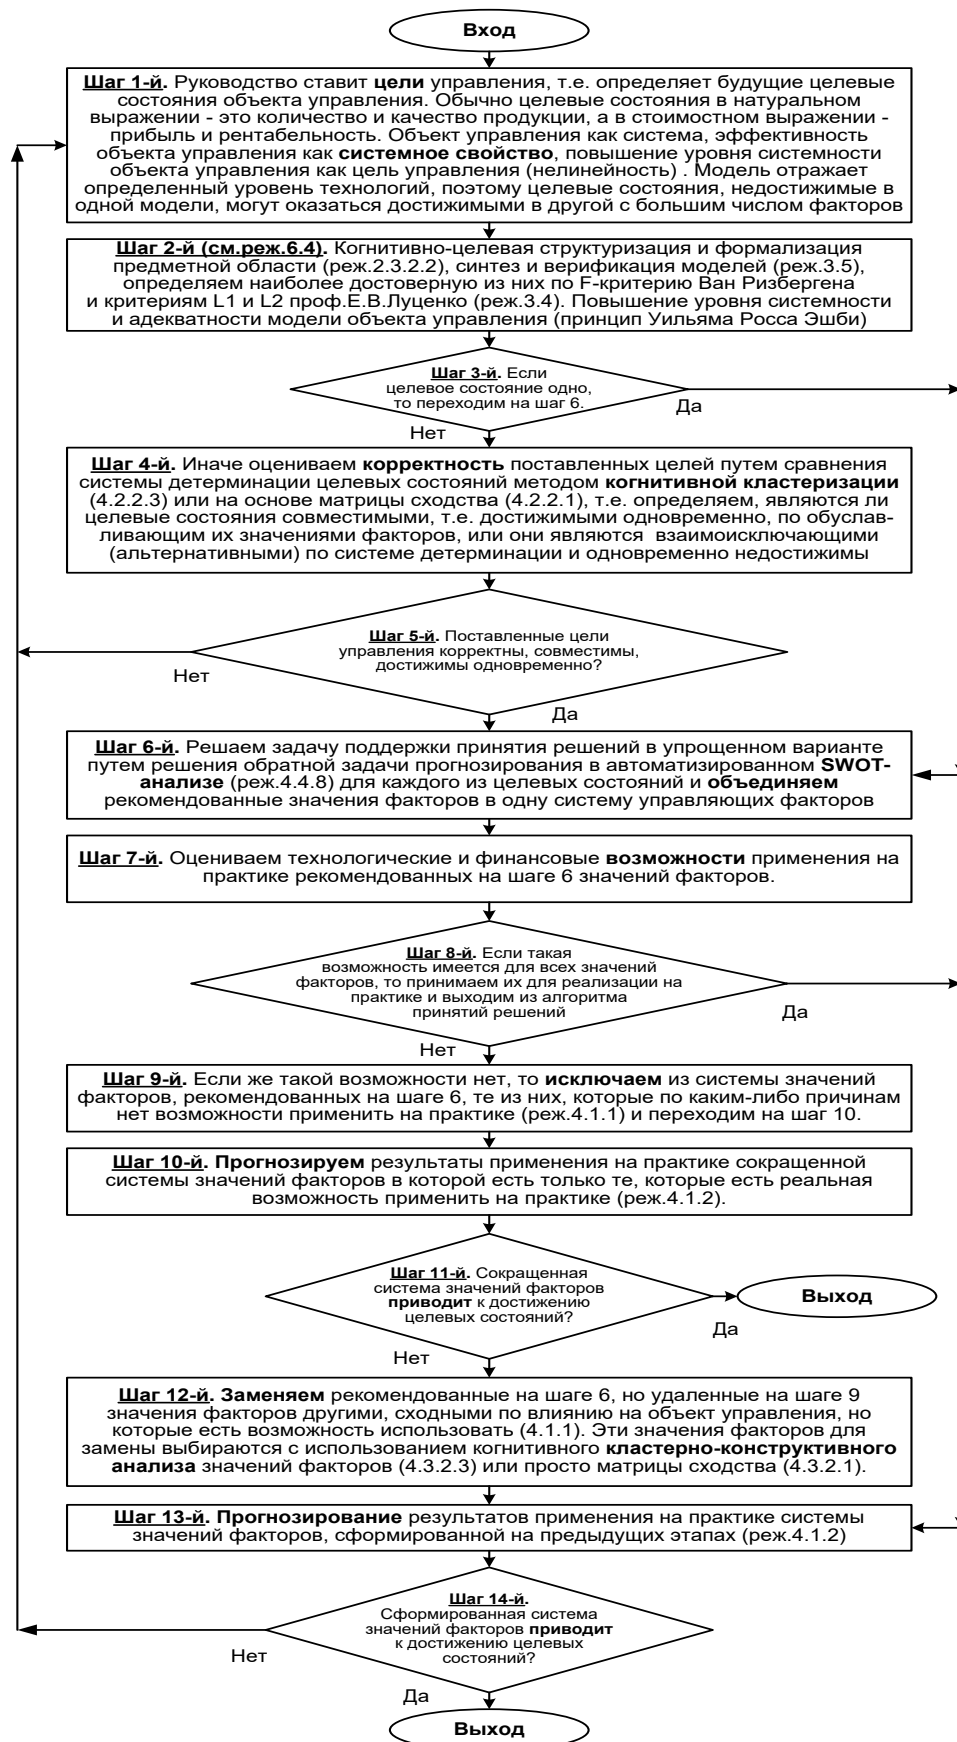 Вход
Шаг 1-й. Руководство ставит цели управления, т.е. определяет будущие целевые
состояния объекта управления. Обычно целевые состояния в натуральном
выражении - это количество и качество продукции, а в стоимостном выражении -
прибыль и рентабельность. Объект управления как система, эффективность
объекта управления как системное свойство, повышение уровня системности
объекта управления как цель управления (нелинейность) . Модель отражает
определенный уровень технологий, поэтому целевые состояния, недостижимые в
одной модели, могут оказаться достижимыми в другой с большим числом факторов
Шаг 2-й (см.реж.6.4). Когнитивно-целевая структуризация и формализация
предметной области (реж.2.3.2.2), синтез и верификация моделей (реж.3.5),
определяем наиболее достоверную из них по F-критерию Ван Ризбергена
и критериям L1 и L2 проф.Е.В.Луценко (реж.3.4). Повышение уровня системности
и адекватности модели объекта управления (принцип Уильяма Росса Эшби)
Шаг 3-й. Если
целевое состояние одно,
то переходим на шаг 6.
Да
Нет
Шаг 4-й. Иначе оцениваем корректность поставленных целей путем сравнения
системы детерминации целевых состояний методом когнитивной кластеризации
(4.2.2.3) или на основе матрицы сходства (4.2.2.1), т.е. определяем, являются ли
целевые состояния совместимыми, т.е. достижимыми одновременно, по обуслав-
ливающим их значениями факторов, или они являются взаимоисключающими
(альтернативными) по системе детерминации и одновременно недостижимы
Шаг 5-й. Поставленные цели
управления корректны, совместимы,
достижимы одновременно?
Нет
Да
Шаг 6-й. Решаем задачу поддержки принятия решений в упрощенном варианте
путем решения обратной задачи прогнозирования в автоматизированном SWOT-
анализе (реж.4.4.8) для каждого из целевых состояний и объединяем
рекомендованные значения факторов в одну систему управляющих факторов
Шаг 7-й. Оцениваем технологические и финансовые возможности применения на
практике рекомендованных на шаге 6 значений факторов.
Шаг 8-й. Если такая
возможность имеется для всех значений
факторов, то принимаем их для реализации на
практике и выходим из алгоритма
принятий решений
Да
Нет
Шаг 9-й. Если же такой возможности нет, то исключаем из системы значений
факторов, рекомендованных на шаге 6, те из них, которые по каким-либо причинам
нет возможности применить на практике (реж.4.1.1) и переходим на шаг 10.
Шаг 10-й. Прогнозируем результаты применения на практике сокращенной
системы значений факторов в которой есть только те, которые есть реальная
возможность применить на практике (реж.4.1.2).
Шаг 11-й. Сокращенная
система значений факторов
приводит к достижению
целевых состояний?
Выход
Да
Нет
Шаг 12-й. Заменяем рекомендованные на шаге 6, но удаленные на шаге 9
значения факторов другими, сходными по влиянию на объект управления, но
которые есть возможность использовать (4.1.1). Эти значения факторов для
замены выбираются с использованием когнитивного кластерно-конструктивного
анализа значений факторов (4.3.2.3) или просто матрицы сходства (4.3.2.1).
Шаг 13-й. Прогнозирование результатов применения на практике системы
значений факторов, сформированной на предыдущих этапах (реж.4.1.2)
Шаг 14-й.
Сформированная система
значений факторов приводит
к достижению целевых
состояний?
Нет
Да
Выход